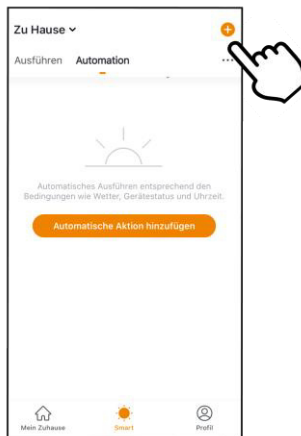 Zu Hause
Ausführen Automation
Automatisches Ausführen entsprechend den
Bedingungen wie Wetter, Gerätestatus und Uhrzeit.
Automatische Aktion hinzufügen
Mein Zuhause Smart Profil